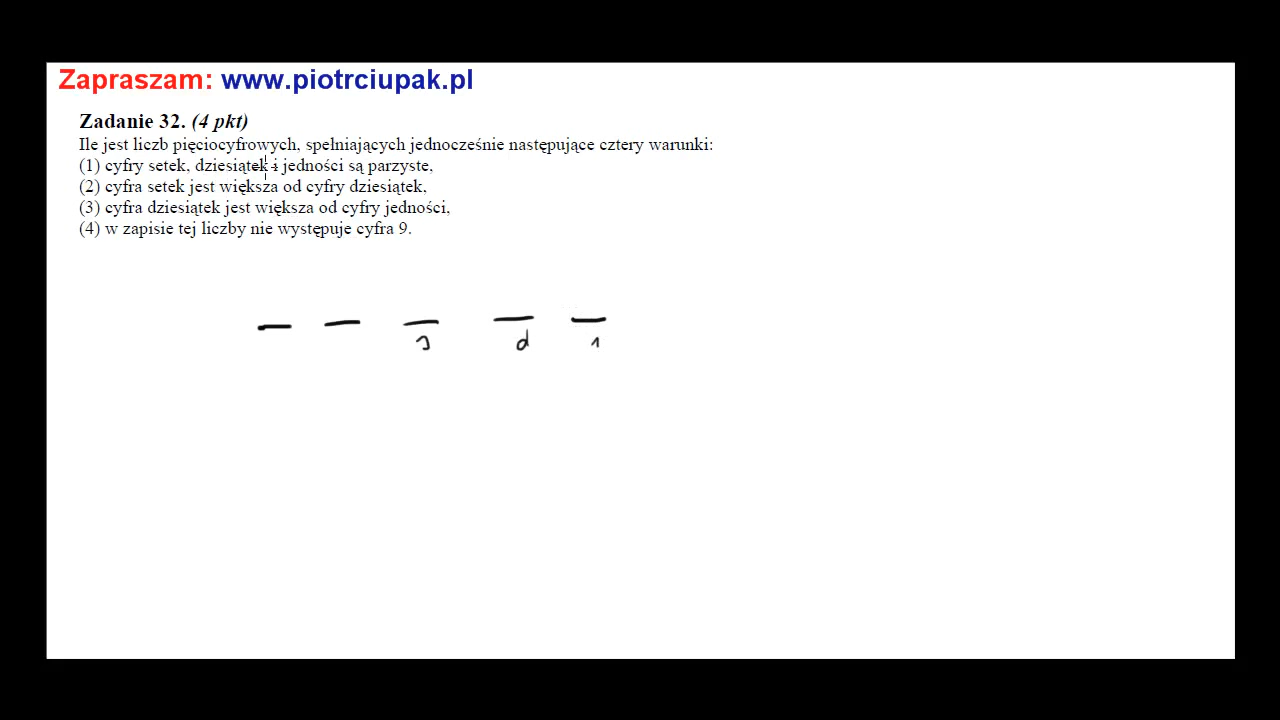 Zapraszam: www.piotrciupak.pl
Zadanie 32. (4 pkt)
Ile jest liczb pięciocyfrowych, spełniających jednocześnie następujące cztery warunki:
(1) cyfry setek, dziesiątek i jedności są parzyste,
(2) cyfra setek jest większa od cyfry dziesiątek,
(3) cyfra dziesiątek jest większa od cyfry jedności,
(4) w zapisie tej liczby nie występuje cyfra 9.
d